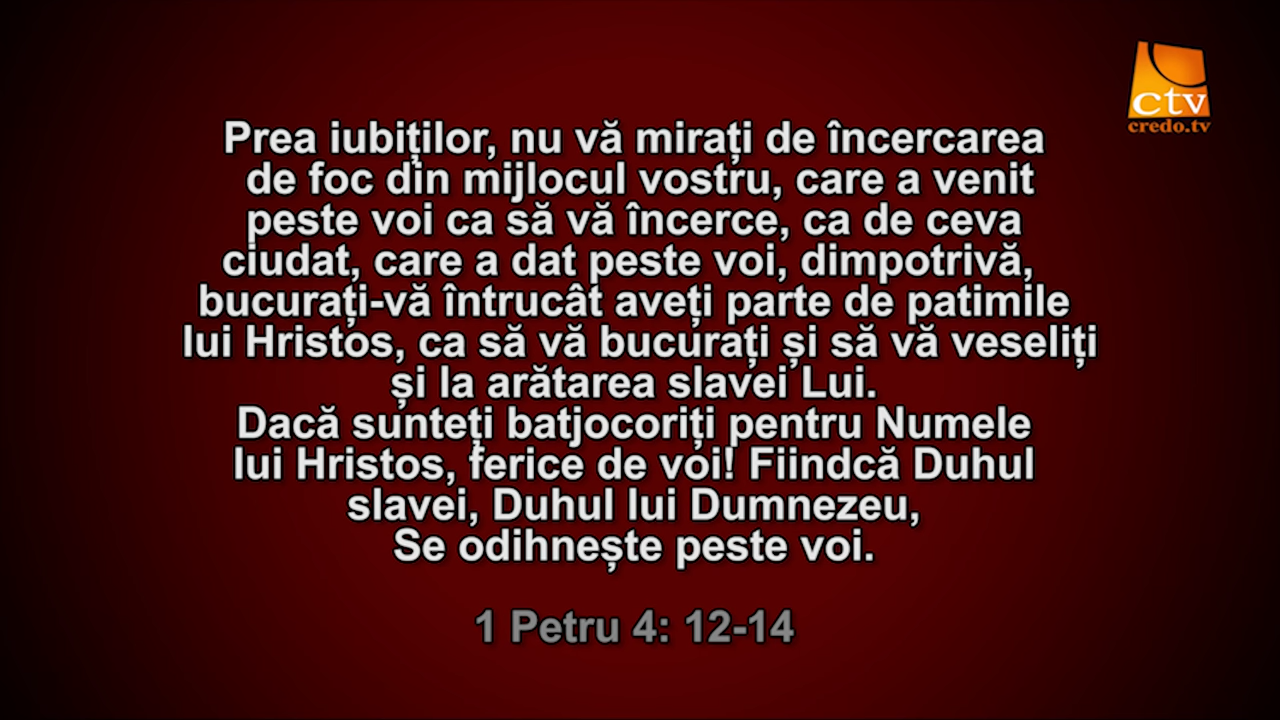 ctv
credo.tv
Prea iubiților, nu vă mirați de încercarea
de foc din mijlocul vostru, care a venit
peste voi ca să vă încerce, ca de ceva
ciudat, care a dat peste voi, dimpotrivă,
bucurați-vă întrucât aveți parte de patimile
lui Hristos, ca să vă bucurați și să vă veseliți
și la arătarea slavei Lui.
Dacă sunteți batjocoriți pentru Numele
lui Hristos, ferice de voi! Fiindcă Duhul
slavei, Duhul lui Dumnezeu,
Se odihnește peste voi.
1 Petru 4: 12-14